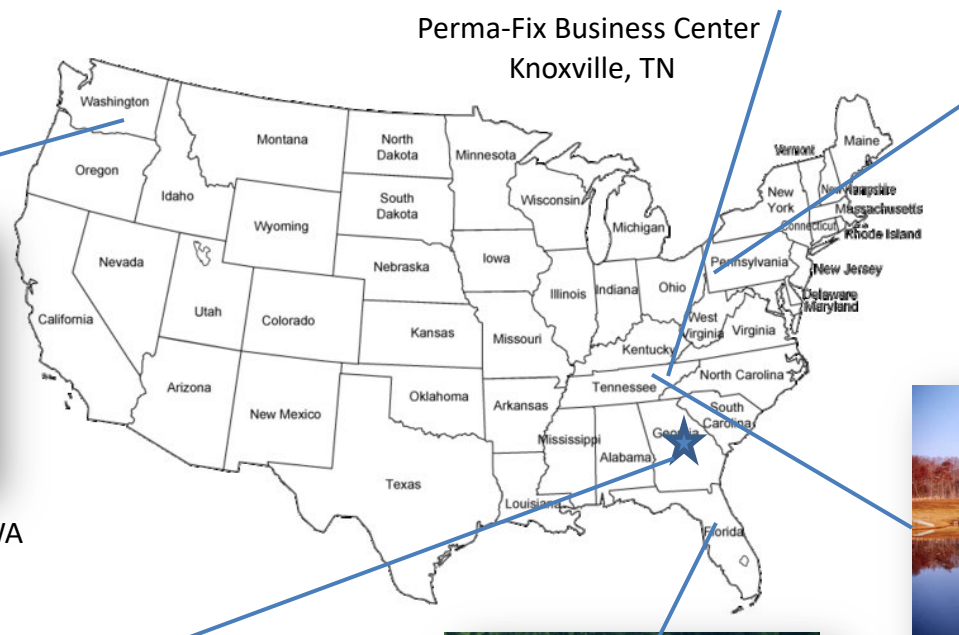 Perma-Fix Business Center
Knoxville, TN
Washington
Oregon
Idaho
Montana
North
Dakota
South
Dakota
Minnesota
Wisconsin
Michigan
Vermont
Maine
New
York
Massachusetts
Connecticut
Rhode Island
Pennsylvania
New Jersey
Delaware
Maryland
Wyoming
Nebraska
Iowa
Illinois
Indiana
Ohio
West
Virginia
Virginia
Nevada
Utah
Colorado
Kansas
Missouri
Kentucky
California
Arizona
New Mexico
Oklahoma
Arkansas
Tennessee
North Carolina
South
Carolina
Mississippi
Alabama
Georgia
Texas
Louisiana
Florida
WA